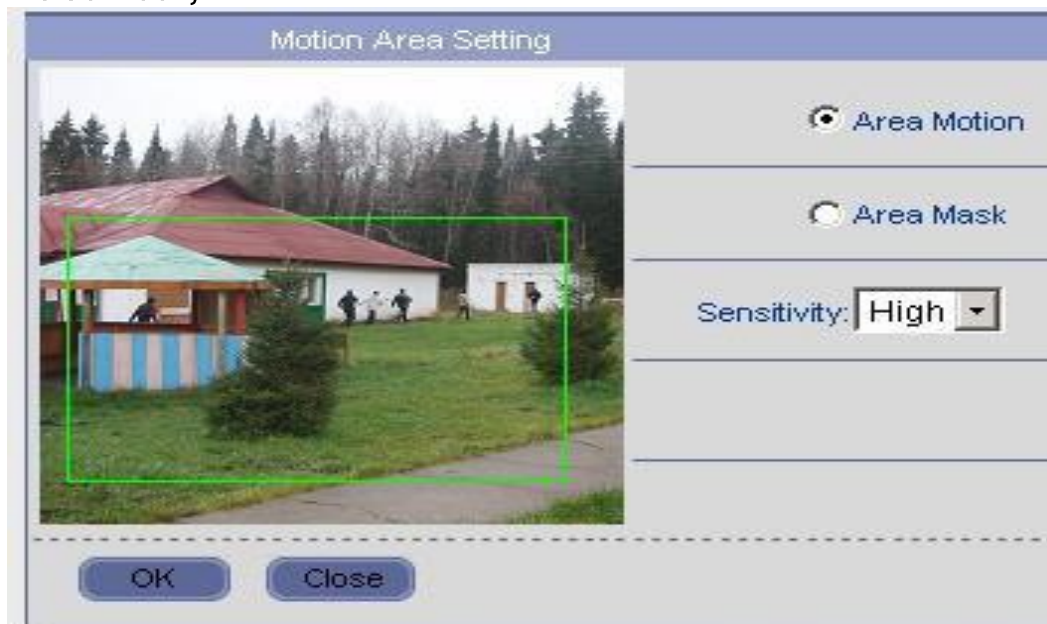 Motion Area Setting
Area Motion
Area Mask
Sensitivity: High
OK
Close